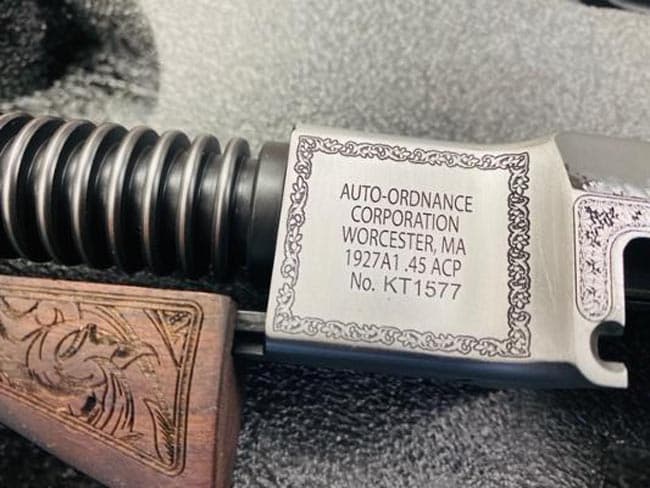 AUTO-ORDNANCE
CORPORATION
WORCESTER, MA
1927A1 .45 ACP
No. KT1577